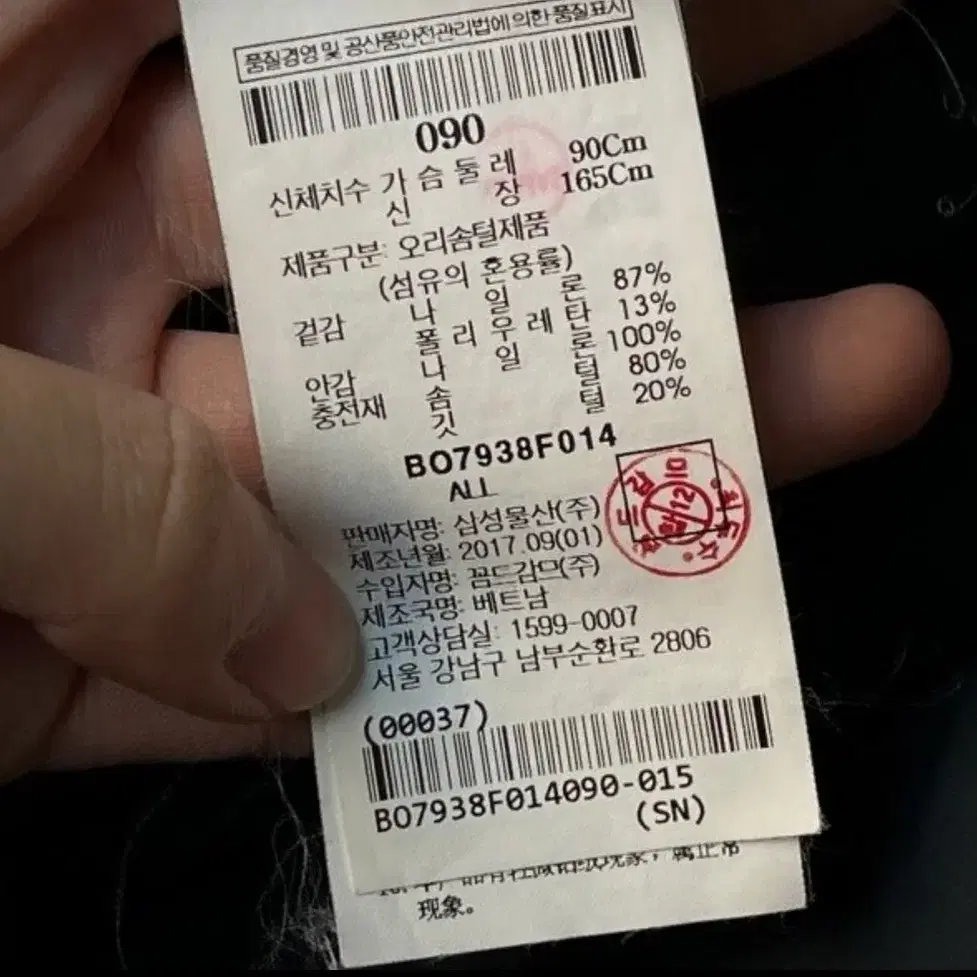 품질경영 및 공산품안전관리법에 의한 품질표시
090
신체치수 가 슴 둘 레 90Cm
신 장 165Cm
제품구분: 오리솜털제품
(섬유의 혼용률)
겉감 나 일 론 87%
폴 리 우 레 탄 13%
안감 나 일 론 100%
충전재 솜 털 80%
깃 털 20%
BO7938F014
ALL
판매자명: 삼성물산(주)
제조년월: 2017.09(01)
수입자명: 꼼드감므(주)
제조국명: 베트남
고객상담실: 1599-0007
서울 강남구 남부순환로 2806
(00037)
BO7938F014090-015
(SN)
现象。